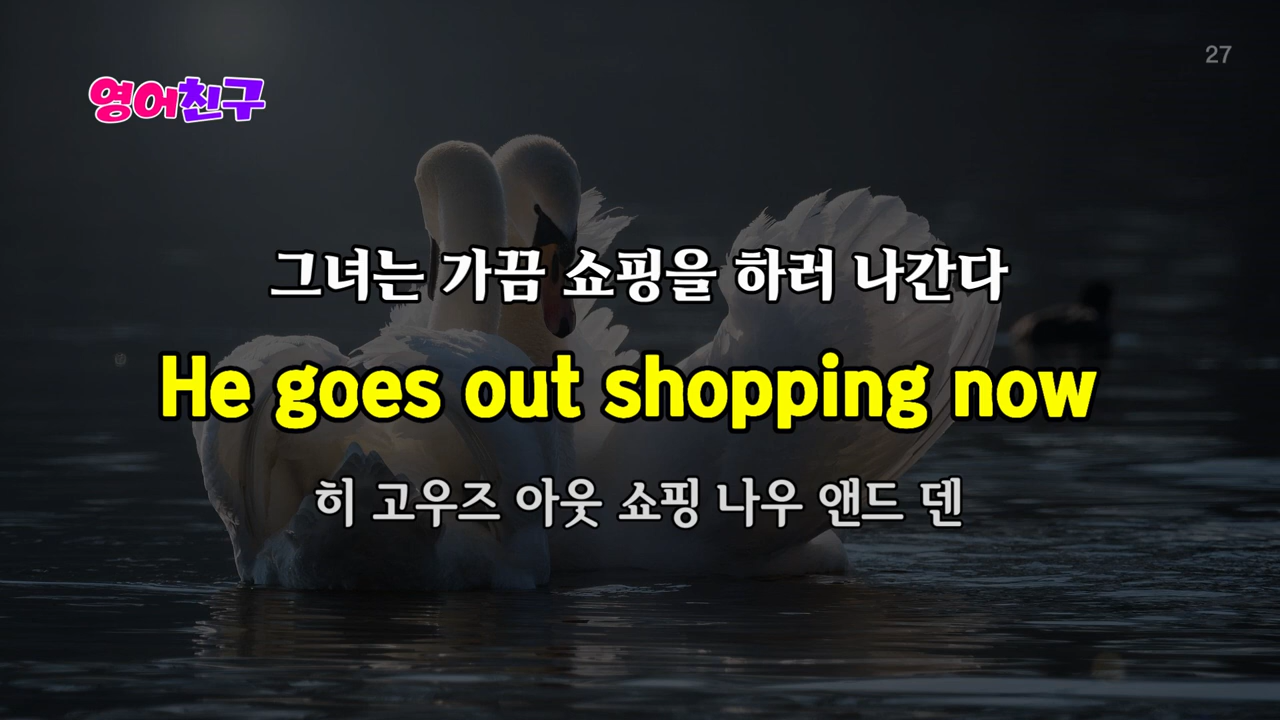 27
영어친구
그녀는 가끔 쇼핑을 하러 나간다
He goes out shopping now
히 고우즈 아웃 쇼핑 나우 앤드 덴